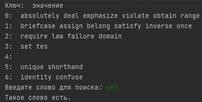 Ключ:  значение
0:  absolutely deal emphasize violate obtain range
1:  briefcase assign belong satisfy inverse once
2:  require law failure domain
3:  set tes
4:
5:  unique shorthand
6:  identity confuse
Введите слово для поиска: set
Такое слово есть.